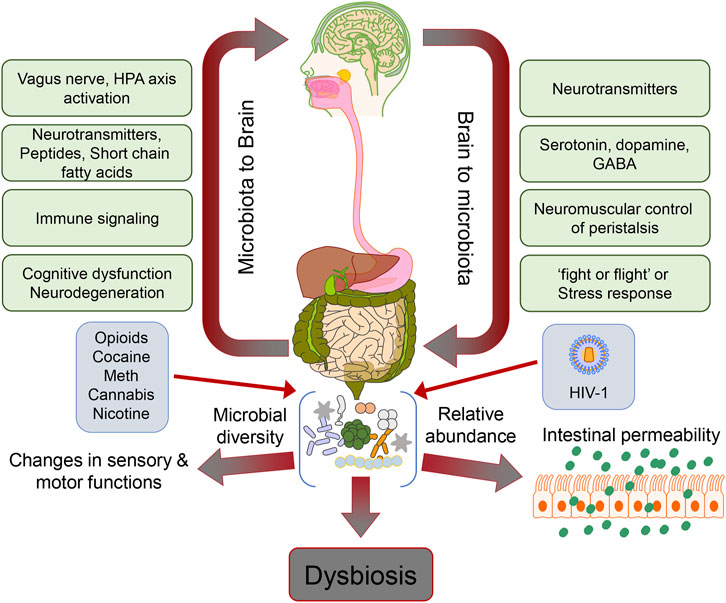 Vagus nerve, HPA axis
activation
Neurotransmitters,
Peptides, Short chain
fatty acids
Immune signaling
Cognitive dysfunction
Neurodegeneration
Microbiota to Brain
Brain to microbiota
Neurotransmitters
Serotonin, dopamine,
GABA
Neuromuscular control
of peristalsis
‘fight or flight’ or
Stress response
Opioids
Cocaine
Meth
Cannabis
Nicotine
HIV-1
Microbial
diversity
Relative
abundance
Changes in sensory &
motor functions
Intestinal permeability
Dysbiosis